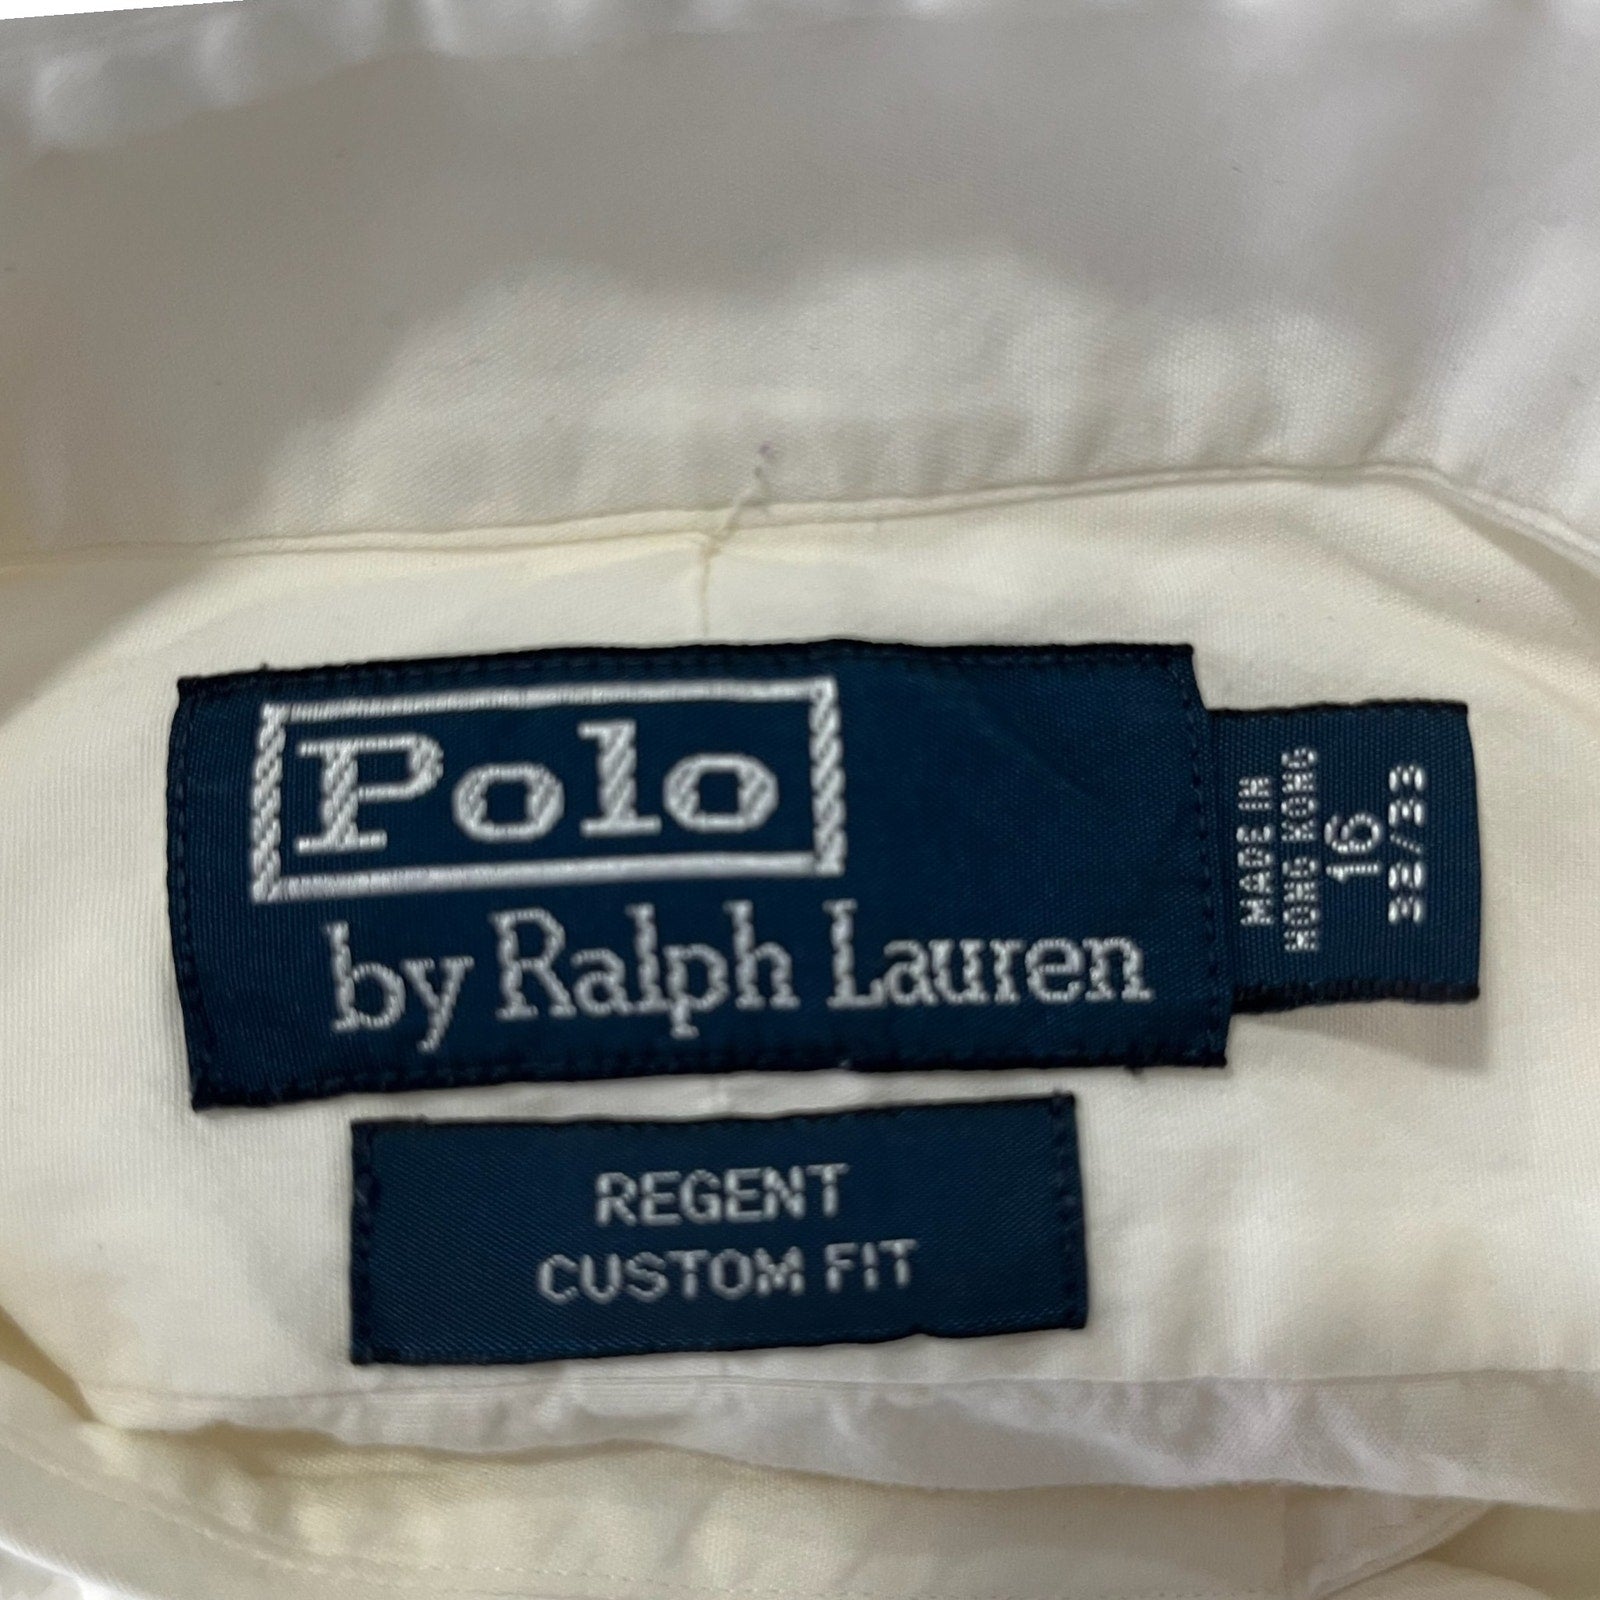 Polo
by Ralph Lauren
MADE IN
HONG KONG
16
32/33
REGENT
CUSTOM FIT